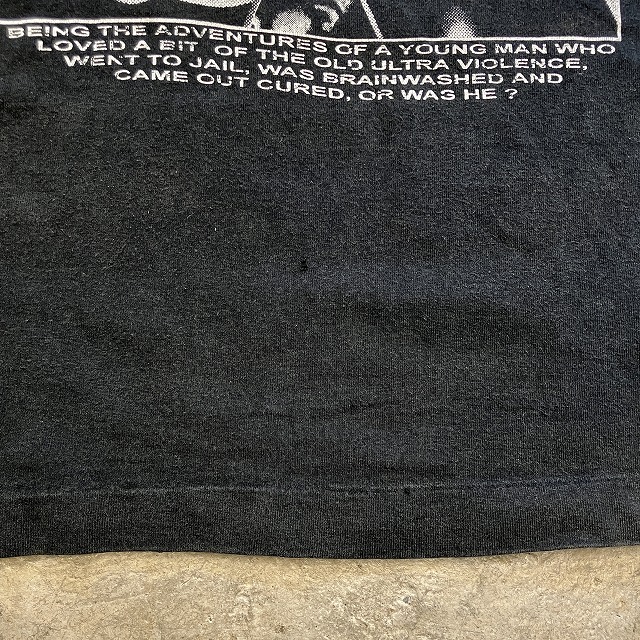 BEING THE ADVENTURES OF A YOUNG MAN WHO
LOVED A BIT OF THE OLD ULTRA VIOLENCE,
WENT TO JAIL, WAS BRAINWASHED AND
CAME OUT CURED, OR WAS HE ?